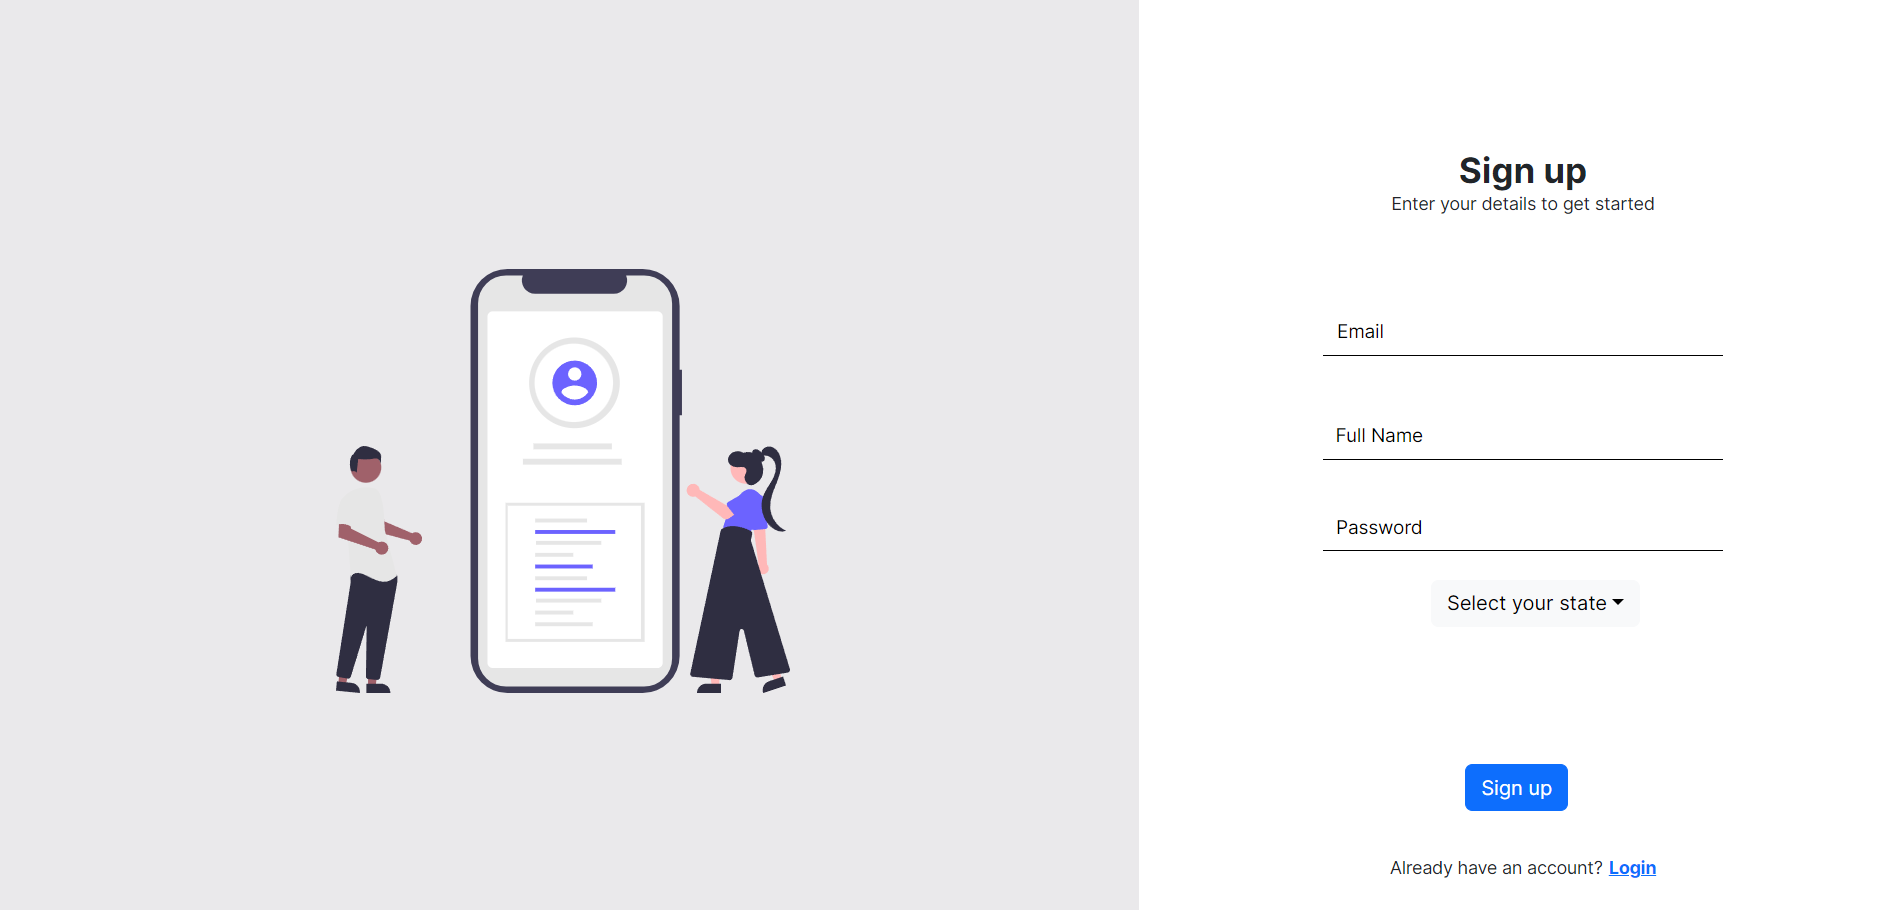 Sign up
Enter your details to get started
Email
Full Name
Password
Select your state
Sign up
Already have an account? Login